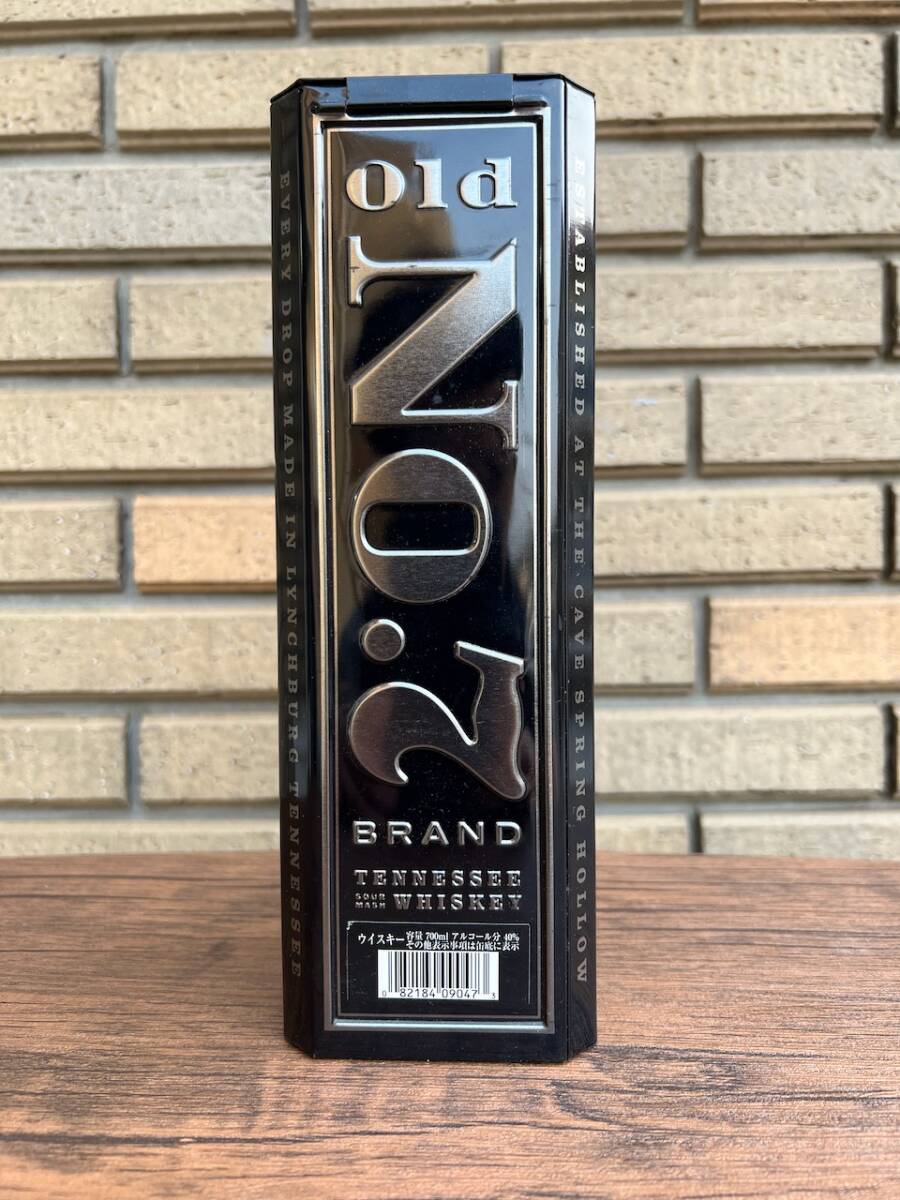 Old
No.7
BRAND
TENNESSEE
SOUR MASH WHISKEY
ウイスキー 容量 700ml アルコール分 40%
その他表示事項は缶底に表示
0 82184 09047 3
EVERY DROP MADE IN LYNCHBURG TENNESSEE
ESTABLISHED AT THE CAVE SPRING HOLLOW